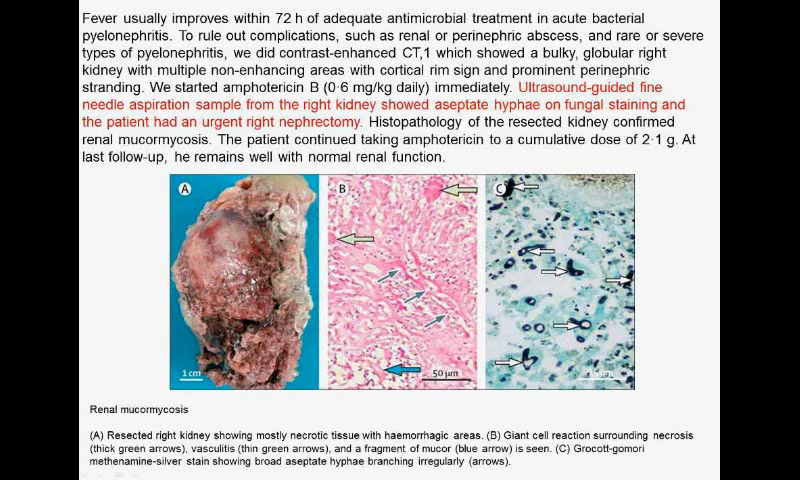 Fever usually improves within 72 h of adequate antimicrobial treatment in acute bacterial
pyelonephritis. To rule out complications, such as renal or perinephric abscess, and rare or severe
types of pyelonephritis, we did contrast-enhanced CT,1 which showed a bulky, globular right
kidney with multiple non-enhancing areas with cortical rim sign and prominent perinephric
stranding. We started amphotericin B (0·6 mg/kg daily) immediately. Ultrasound-guided fine
needle aspiration sample from the right kidney showed aseptate hyphae on fungal staining and
the patient had an urgent right nephrectomy. Histopathology of the resected kidney confirmed
renal mucormycosis. The patient continued taking amphotericin to a cumulative dose of 2·1 g. At
last follow-up, he remains well with normal renal function.
A
B
C
1 cm
50 μm
Renal mucormycosis
(A) Resected right kidney showing mostly necrotic tissue with haemorrhagic areas. (B) Giant cell reaction surrounding necrosis
(thick green arrows), vasculitis (thin green arrows), and a fragment of mucor (blue arrow) is seen. (C) Grocott-gomori
methenamine-silver stain showing broad aseptate hyphae branching irregularly (arrows).